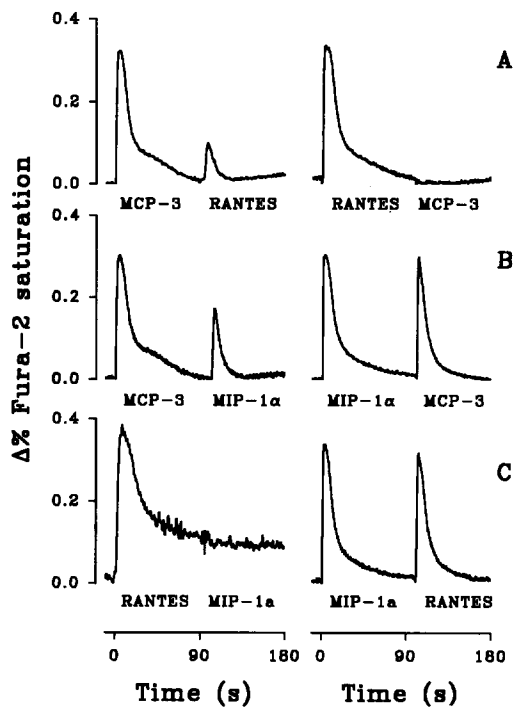 Δ% Fura-2 saturation
A
0.4
0.2
0.0
MCP-3 RANTES
RANTES MCP-3
B
0.4
0.2
0.0
MCP-3 MIP-1α
MIP-1α MCP-3
C
0.4
0.2
0.0
RANTES MIP-1a
MIP-1a RANTES
0 90 180
0 90 180
Time (s)
Time (s)